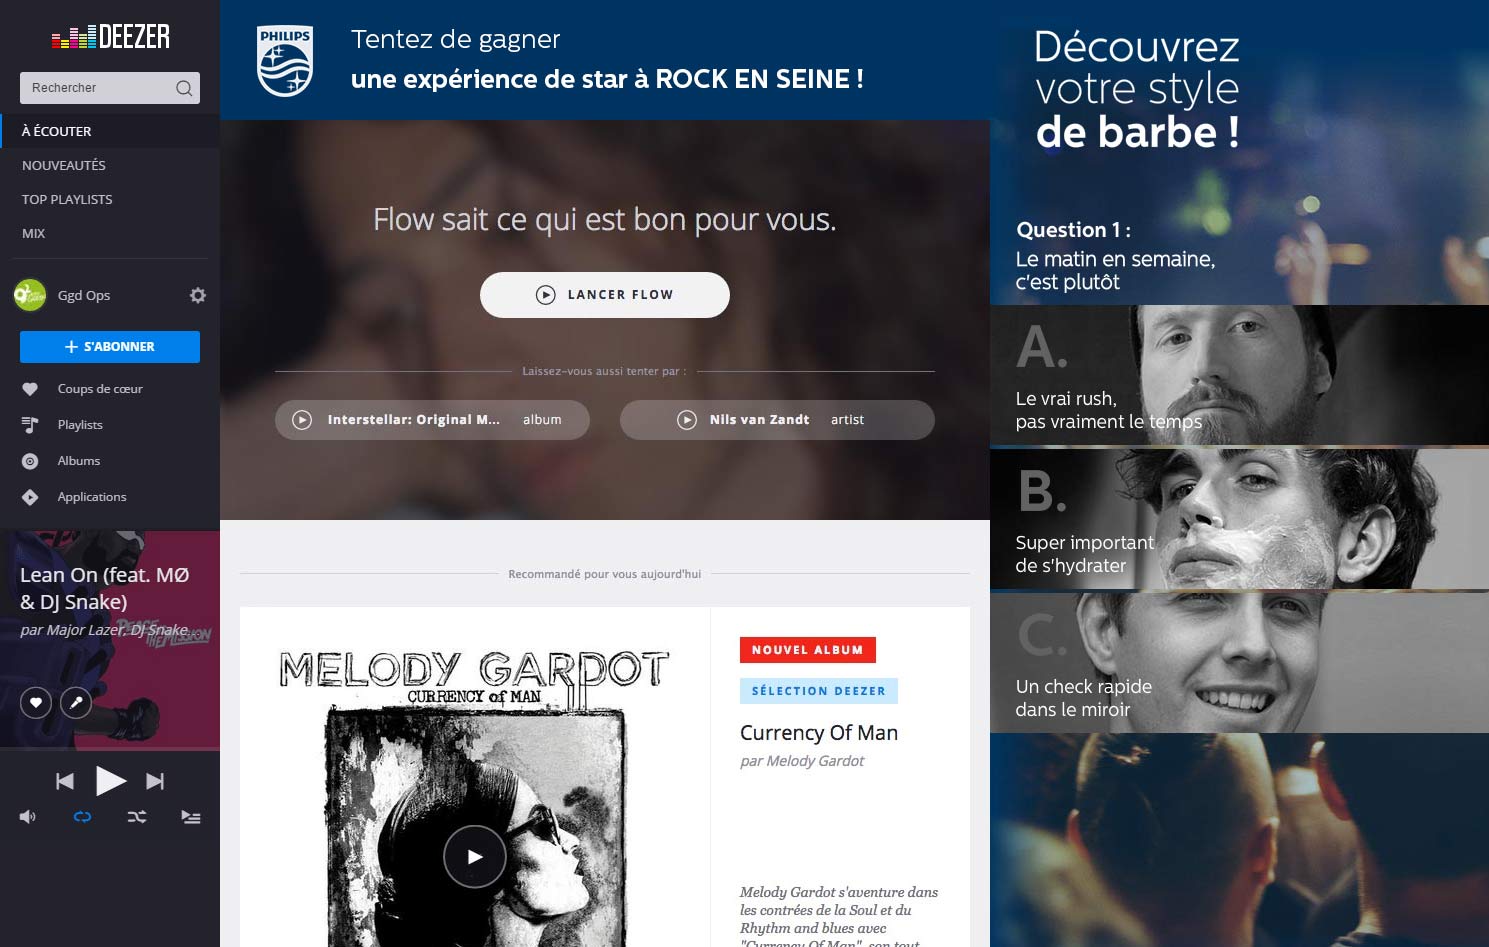 DEEZER
Rechercher
À ÉCOUTER
NOUVEAUTÉS
TOP PLAYLISTS
MIX
Ggd Ops
S'ABONNER
Coups de cœur
Playlists
Albums
Applications
Lean On (feat. MØ
& DJ Snake)
par Major Lazer, DJ Snake...
PEACE
IS THE MISSION
PHILIPS
Tentez de gagner
une expérience de star à ROCK EN SEINE !
Flow sait ce qui est bon pour vous.
LANCER FLOW
Laissez-vous aussi tenter par :
Interstellar: Original M... album
Nils van Zandt artist
Recommandé pour vous aujourd'hui
MELODY GARDOT
CURRENCY of MAN
NOUVEL ALBUM
SÉLECTION DEEZER
Currency Of Man
par Melody Gardot
Melody Gardot s'aventure dans
les contrées de la Soul et du
Rhythm and blues avec
"Currency Of Man", son tout
Découvrez
votre style
de barbe !
Question 1 :
Le matin en semaine,
c'est plutôt
A.
Le vrai rush,
pas vraiment le temps
B.
Super important
de s'hydrater
C.
Un check rapide
dans le miroir